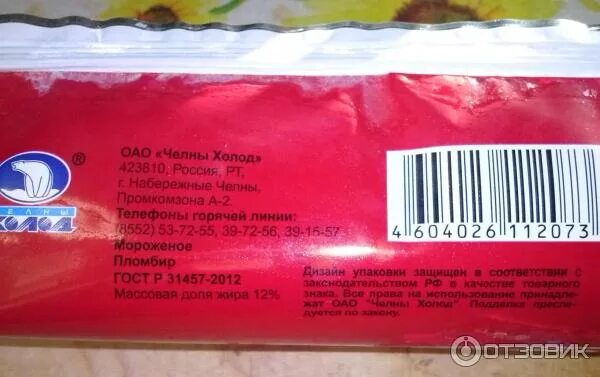 ЕЛНЫ
ХОЛОД
®
ОАО «Челны Холод»
423810, Россия, РТ,
г. Набережные Челны,
Промкомзона А-2.
Телефоны горячей линии:
(8552) 53-72-55, 39-72-56, 39-15-57
Мороженое
Пломбир
ГОСТ Р 31457-2012
Массовая доля жира 12%
4 604026 112073
Дизайн упаковки защищен в соответствии с
законодательством РФ в качестве товарного
знака. Все права на использование принадле-
жат ОАО "Челны Холод". Подделка пресле-
дуется по закону.
ОТЗОВИК